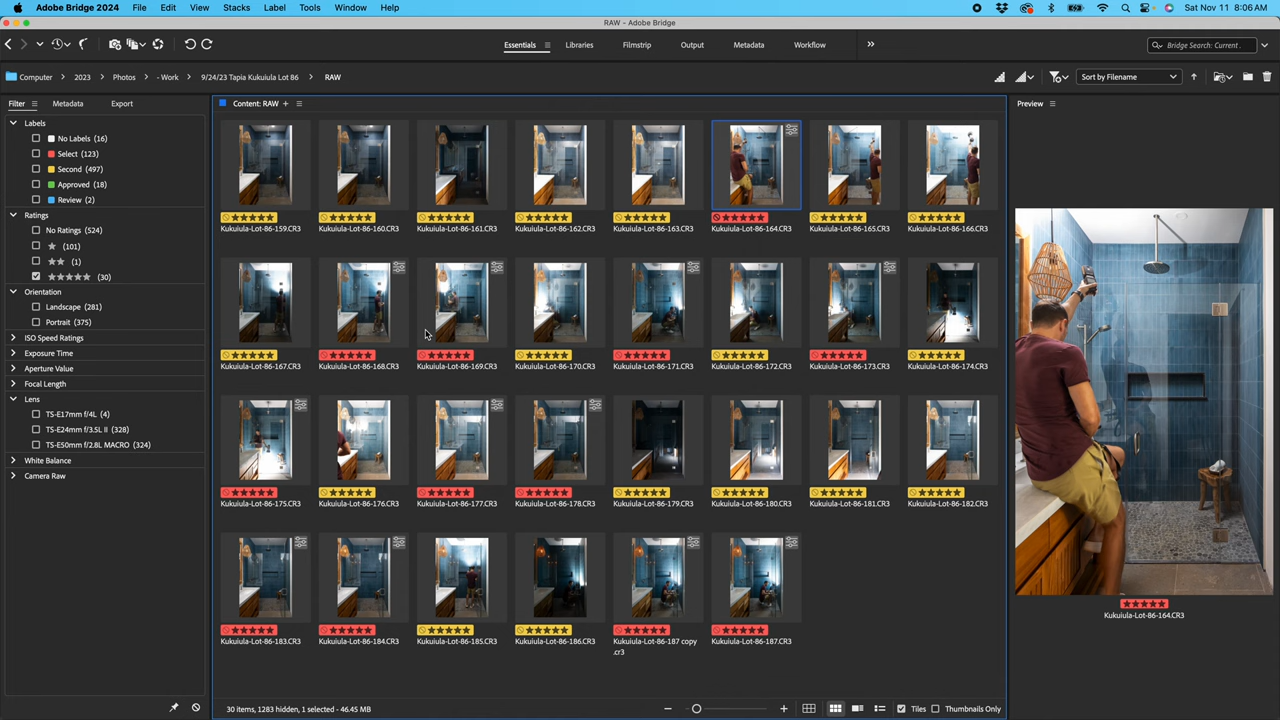 Adobe Bridge 2024 File Edit View Stacks Label Tools Window Help Sat Nov 11 8:06 AM
RAW – Adobe Bridge
Essentials Libraries Filmstrip Output Metadata Workflow Bridge Search: Current .
Computer 2023 Photos - Work 9/24/23 Tapia Kukuiula Lot 86 RAW Sort by Filename
Filter Metadata Export
Labels
No Labels (16)
Select (123)
Second (497)
Approved (18)
Review (2)
Ratings
No Ratings (524)
★ (101)
★★ (1)
★★★★★ (30)
Orientation
Landscape (281)
Portrait (375)
ISO Speed Ratings
Exposure Time
Aperture Value
Focal Length
Lens
TS-E17mm f/4L (4)
TS-E24mm f/3.5L II (328)
TS-E50mm f/2.8L MACRO (324)
White Balance
Camera Raw
Content: RAW
Kukuiula-Lot-86-159.CR3 Kukuiula-Lot-86-160.CR3 Kukuiula-Lot-86-161.CR3 Kukuiula-Lot-86-162.CR3 Kukuiula-Lot-86-163.CR3 Kukuiula-Lot-86-164.CR3 Kukuiula-Lot-86-165.CR3 Kukuiula-Lot-86-166.CR3
Kukuiula-Lot-86-167.CR3 Kukuiula-Lot-86-168.CR3 Kukuiula-Lot-86-169.CR3 Kukuiula-Lot-86-170.CR3 Kukuiula-Lot-86-171.CR3 Kukuiula-Lot-86-172.CR3 Kukuiula-Lot-86-173.CR3 Kukuiula-Lot-86-174.CR3
Kukuiula-Lot-86-175.CR3 Kukuiula-Lot-86-176.CR3 Kukuiula-Lot-86-177.CR3 Kukuiula-Lot-86-178.CR3 Kukuiula-Lot-86-179.CR3 Kukuiula-Lot-86-180.CR3 Kukuiula-Lot-86-181.CR3 Kukuiula-Lot-86-182.CR3
Kukuiula-Lot-86-183.CR3 Kukuiula-Lot-86-184.CR3 Kukuiula-Lot-86-185.CR3 Kukuiula-Lot-86-186.CR3 Kukuiula-Lot-86-187 copy Kukuiula-Lot-86-187.CR3
.cr3
30 items, 1283 hidden, 1 selected - 46.45 MB Tiles Thumbnails Only
Preview
Kukuiula-Lot-86-164.CR3